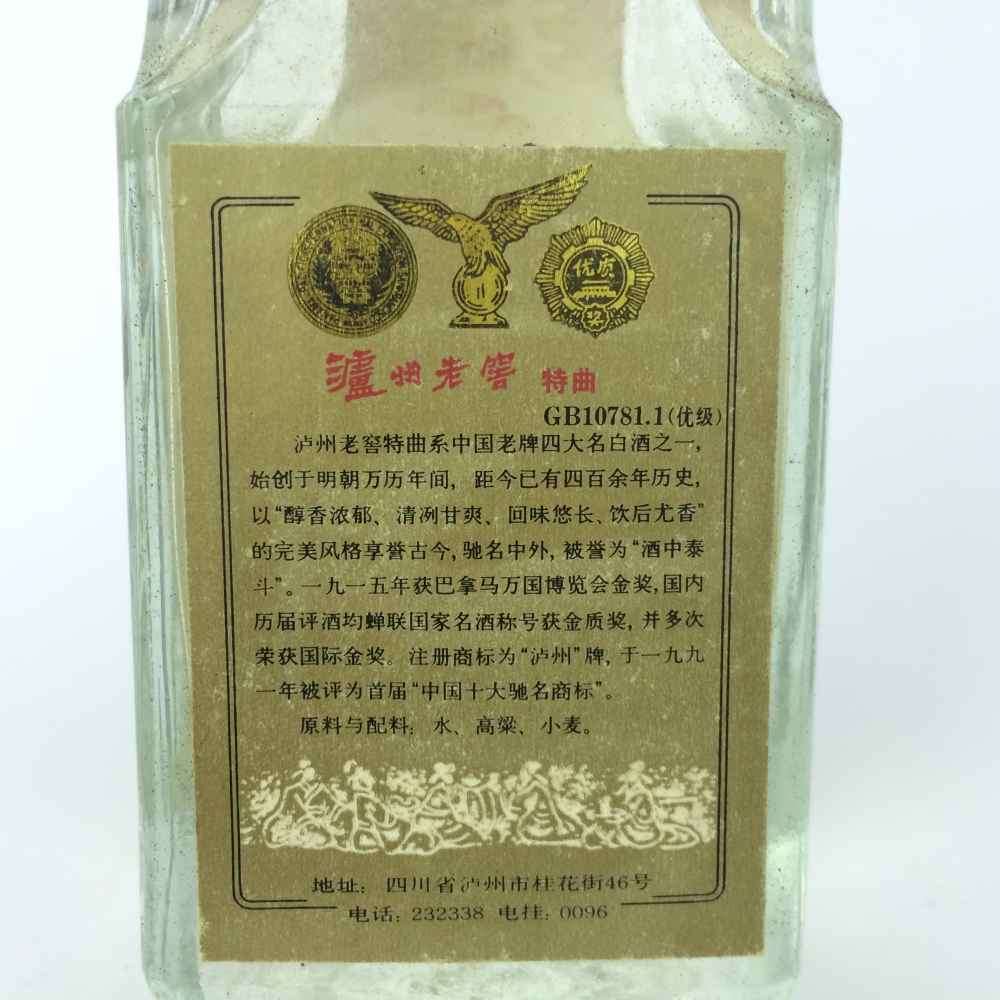 优质
奖
泸州老窖 特曲
GB10781.1(优级)
泸州老窖特曲系中国老牌四大名白酒之一,
始创于明朝万历年间, 距今已有四百余年历史,
以“醇香浓郁、清冽甘爽、回味悠长、饮后尤香”
的完美风格享誉古今,驰名中外,被誉为“酒中泰
斗”。一九一五年获巴拿马万国博览会金奖,国内
历届评酒均蝉联国家名酒称号获金质奖,并多次
荣获国际金奖。注册商标为“泸州”牌,于一九九
一年被评为首届“中国十大驰名商标”。
原料与配料: 水、高粱、小麦。
地址: 四川省泸州市桂花街46号
电话: 232338 电挂: 0096